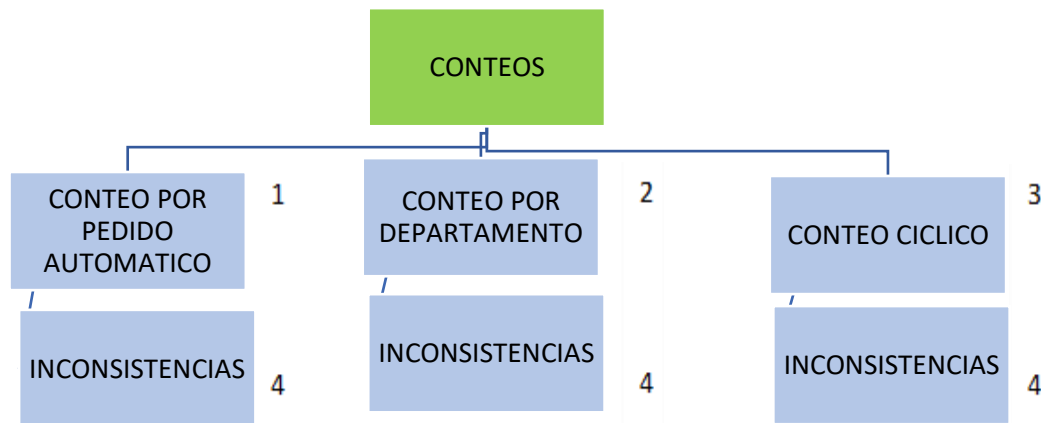 CONTEOS
CONTEO POR
PEDIDO
AUTOMATICO
1
CONTEO POR
DEPARTAMENTO
2
CONTEO CICLICO
3
INCONSISTENCIAS
4
INCONSISTENCIAS
4
INCONSISTENCIAS
4